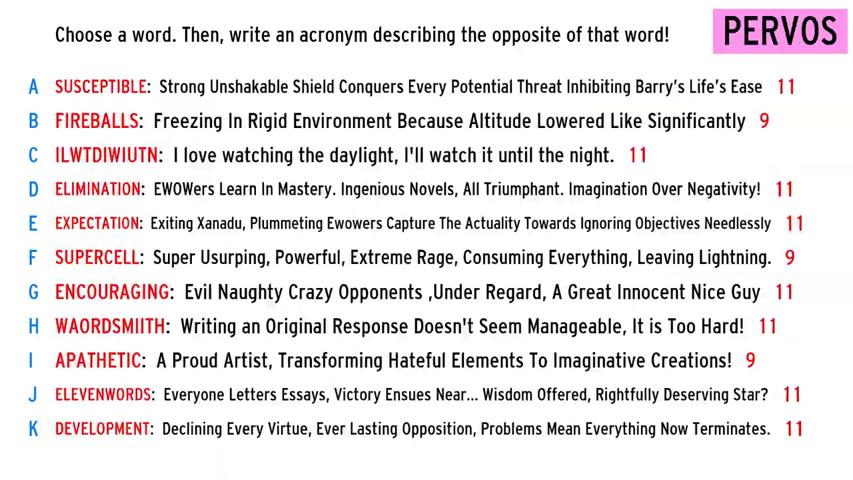 Choose a word. Then, write an acronym describing the opposite of that word!
PERVOS
A SUSCEPTIBLE: Strong Unshakable Shield Conquers Every Potential Threat Inhibiting Barry's Life's Ease 11
B FIREBALLS: Freezing In Rigid Environment Because Altitude Lowered Like Significantly 9
C ILWTDIWIUTN: I love watching the daylight, I'll watch it until the night. 11
D ELIMINATION: EWOWers Learn In Mastery. Ingenious Novels, All Triumphant. Imagination Over Negativity! 11
E EXPECTATION: Exiting Xanadu, Plummeting Ewowers Capture The Actuality Towards Ignoring Objectives Needlessly 11
F SUPERCELL: Super Usurping, Powerful, Extreme Rage, Consuming Everything, Leaving Lightning. 9
G ENCOURAGING: Evil Naughty Crazy Opponents ,Under Regard, A Great Innocent Nice Guy 11
H WAORDSMIITH: Writing an Original Response Doesn't Seem Manageable, It is Too Hard! 11
I APATHETIC: A Proud Artist, Transforming Hateful Elements To Imaginative Creations! 9
J ELEVENWORDS: Everyone Letters Essays, Victory Ensues Near... Wisdom Offered, Rightfully Deserving Star? 11
K DEVELOPMENT: Declining Every Virtue, Ever Lasting Opposition, Problems Mean Everything Now Terminates. 11